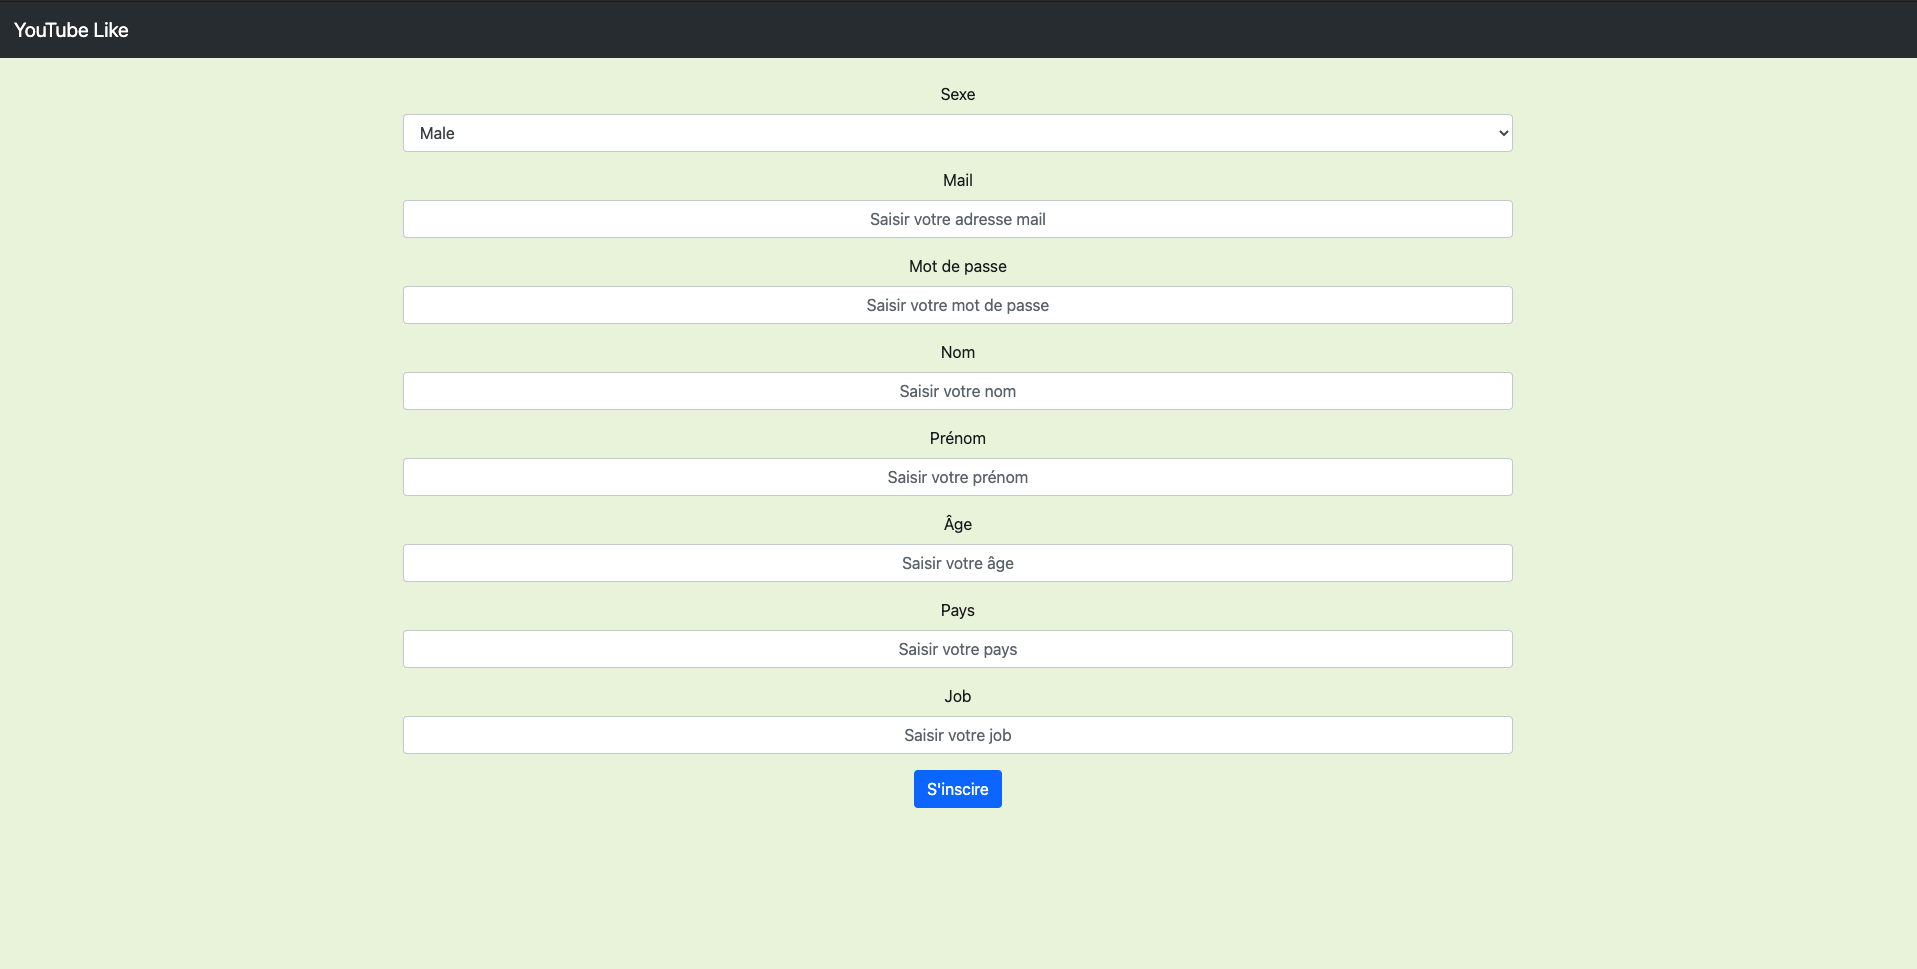 YouTube Like
Sexe
Male
Mail
Saisir votre adresse mail
Mot de passe
Saisir votre mot de passe
Nom
Saisir votre nom
Prénom
Saisir votre prénom
Âge
Saisir votre âge
Pays
Saisir votre pays
Job
Saisir votre job
S'inscire